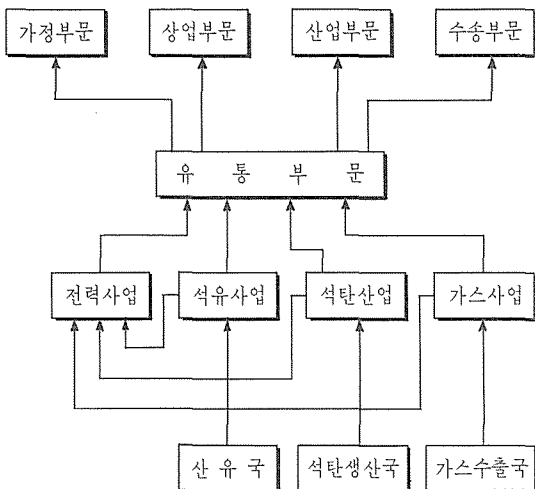 가정부문 상업부문 산업부문 수송부문
유 통 부 문
전력사업 석유사업 석탄산업 가스사업
산 유 국 석탄생산국 가스수출국